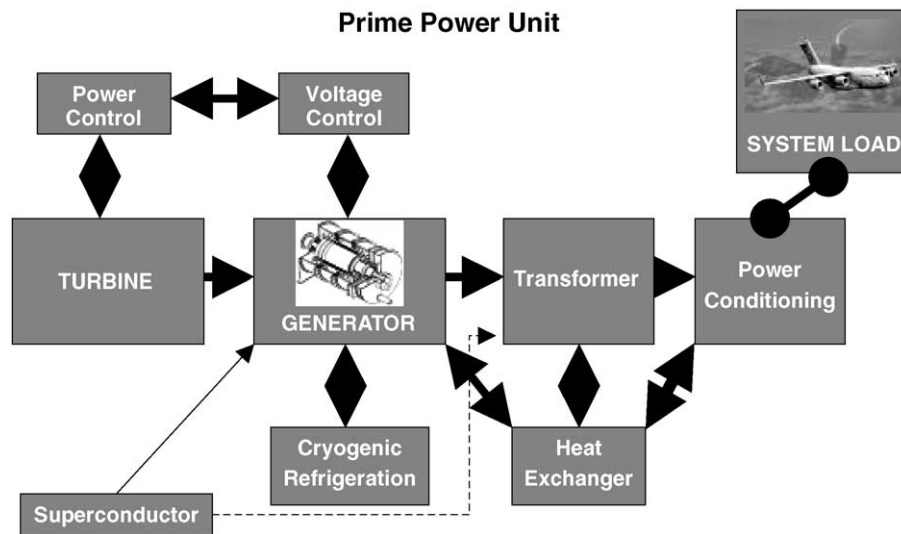 Prime Power Unit
Power
Control
Voltage
Control
SYSTEM LOAD
TURBINE
GENERATOR
Transformer
Power
Conditioning
Cryogenic
Refrigeration
Heat
Exchanger
Superconductor